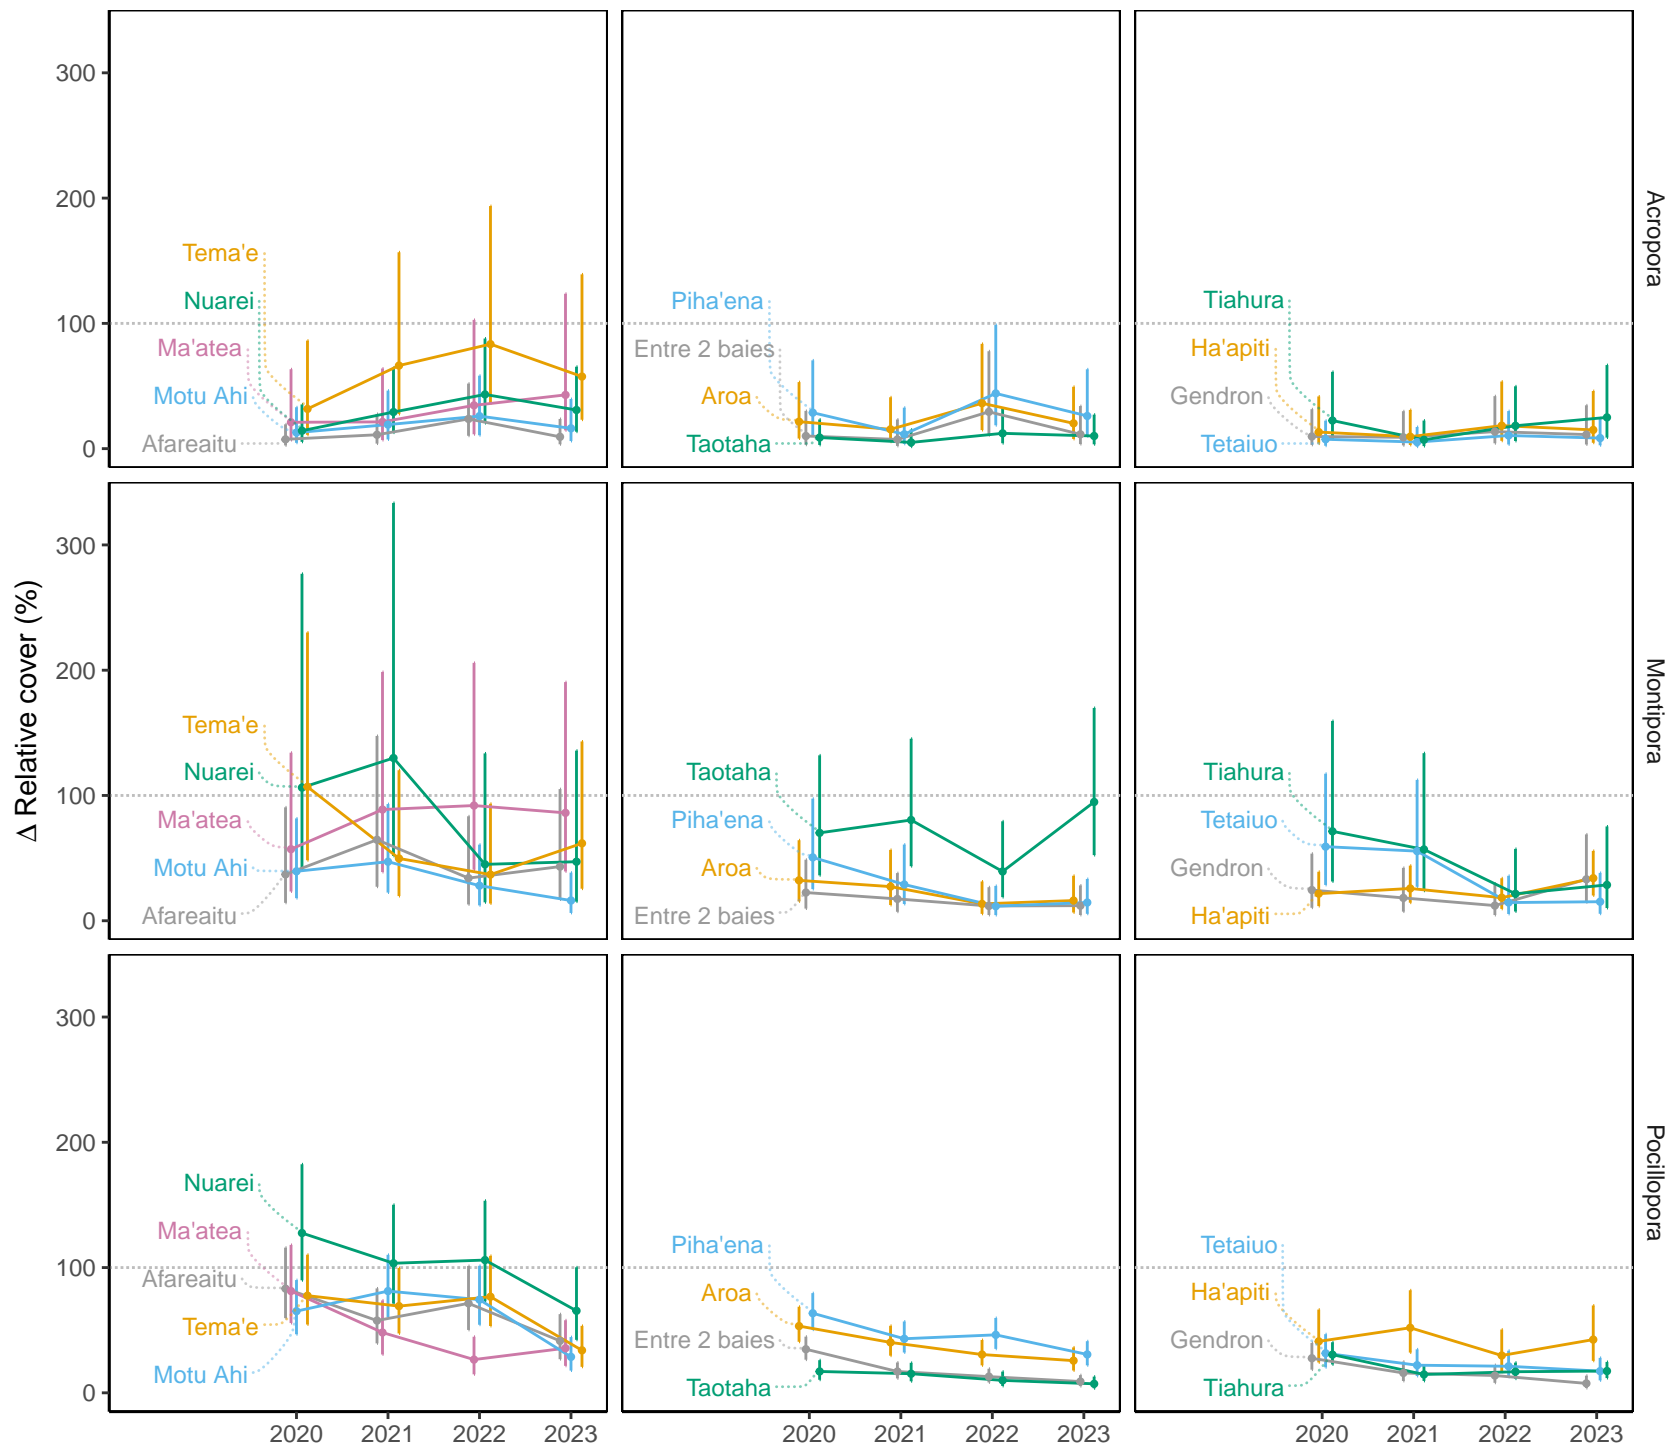 300
200
100
0
Tema'e
Nuarei
Ma'atea
Motu Ahi
Afareaitu
Piha'ena
Entre 2 baies
Aroa
Taotaha
Tiahura
Ha'apiti
Gendron
Tetaiuo
Acropora
Δ Relative cover (%)
300
200
100
0
Tema'e
Nuarei
Ma'atea
Motu Ahi
Afareaitu
Taotaha
Piha'ena
Aroa
Entre 2 baies
Tiahura
Tetaiuo
Gendron
Ha'apiti
Montipora
300
200
100
0
Nuarei
Ma'atea
Afareaitu
Tema'e
Motu Ahi
Piha'ena
Aroa
Entre 2 baies
Taotaha
Tetaiuo
Ha'apiti
Gendron
Tiahura
Pocillopora
2020 2021 2022 2023
2020 2021 2022 2023
2020 2021 2022 2023